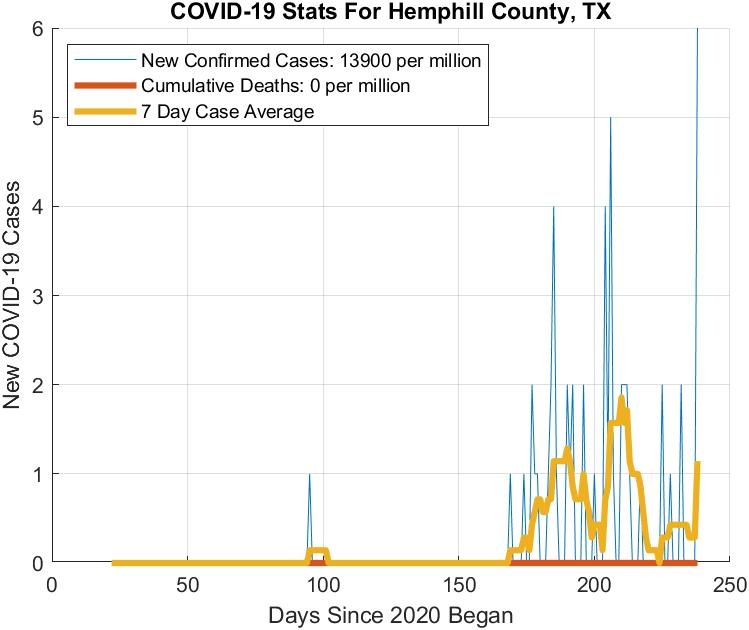 COVID-19 Stats For Hemphill County, TX
New Confirmed Cases: 13900 per million
Cumulative Deaths: 0 per million
7 Day Case Average
New COVID-19 Cases
6
5
4
3
2
1
0
0 50 100 150 200 250
Days Since 2020 Began